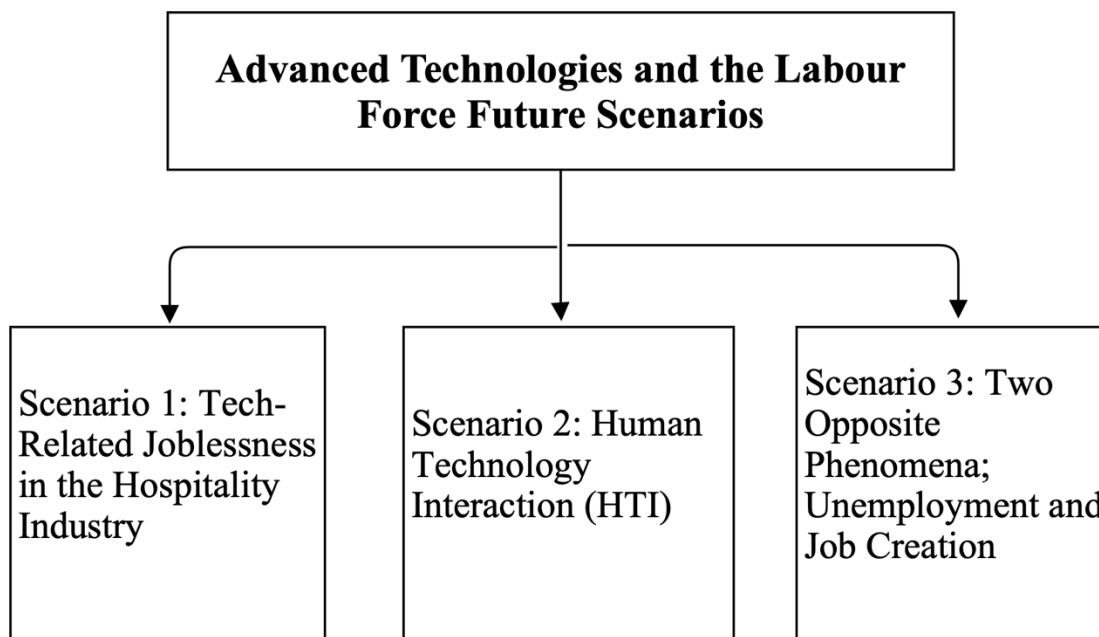 Advanced Technologies and the Labour
Force Future Scenarios
Scenario 1: Tech-
Related Joblessness
in the Hospitality
Industry
Scenario 2: Human
Technology
Interaction (HTI)
Scenario 3: Two
Opposite
Phenomena;
Unemployment and
Job Creation